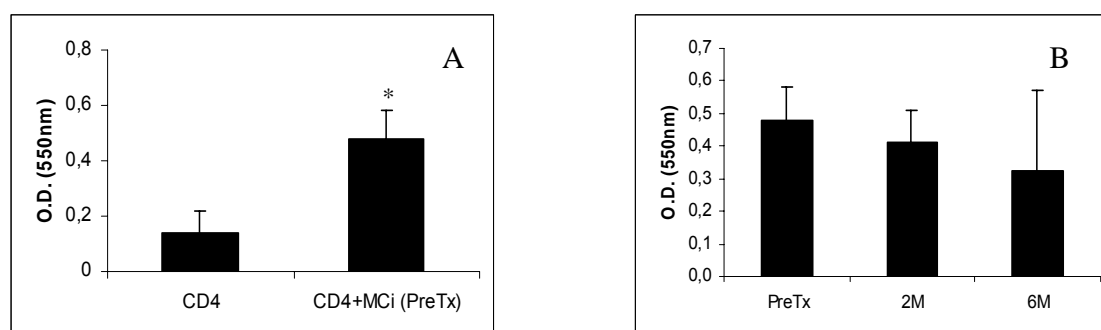 A
O.D. (550nm)
0,8
0,6
0,4
0,2
0
*
CD4
CD4+MCi (PreTx)
B
O.D. (550nm)
0,7
0,6
0,5
0,4
0,3
0,2
0,1
0,0
PreTx
2M
6M